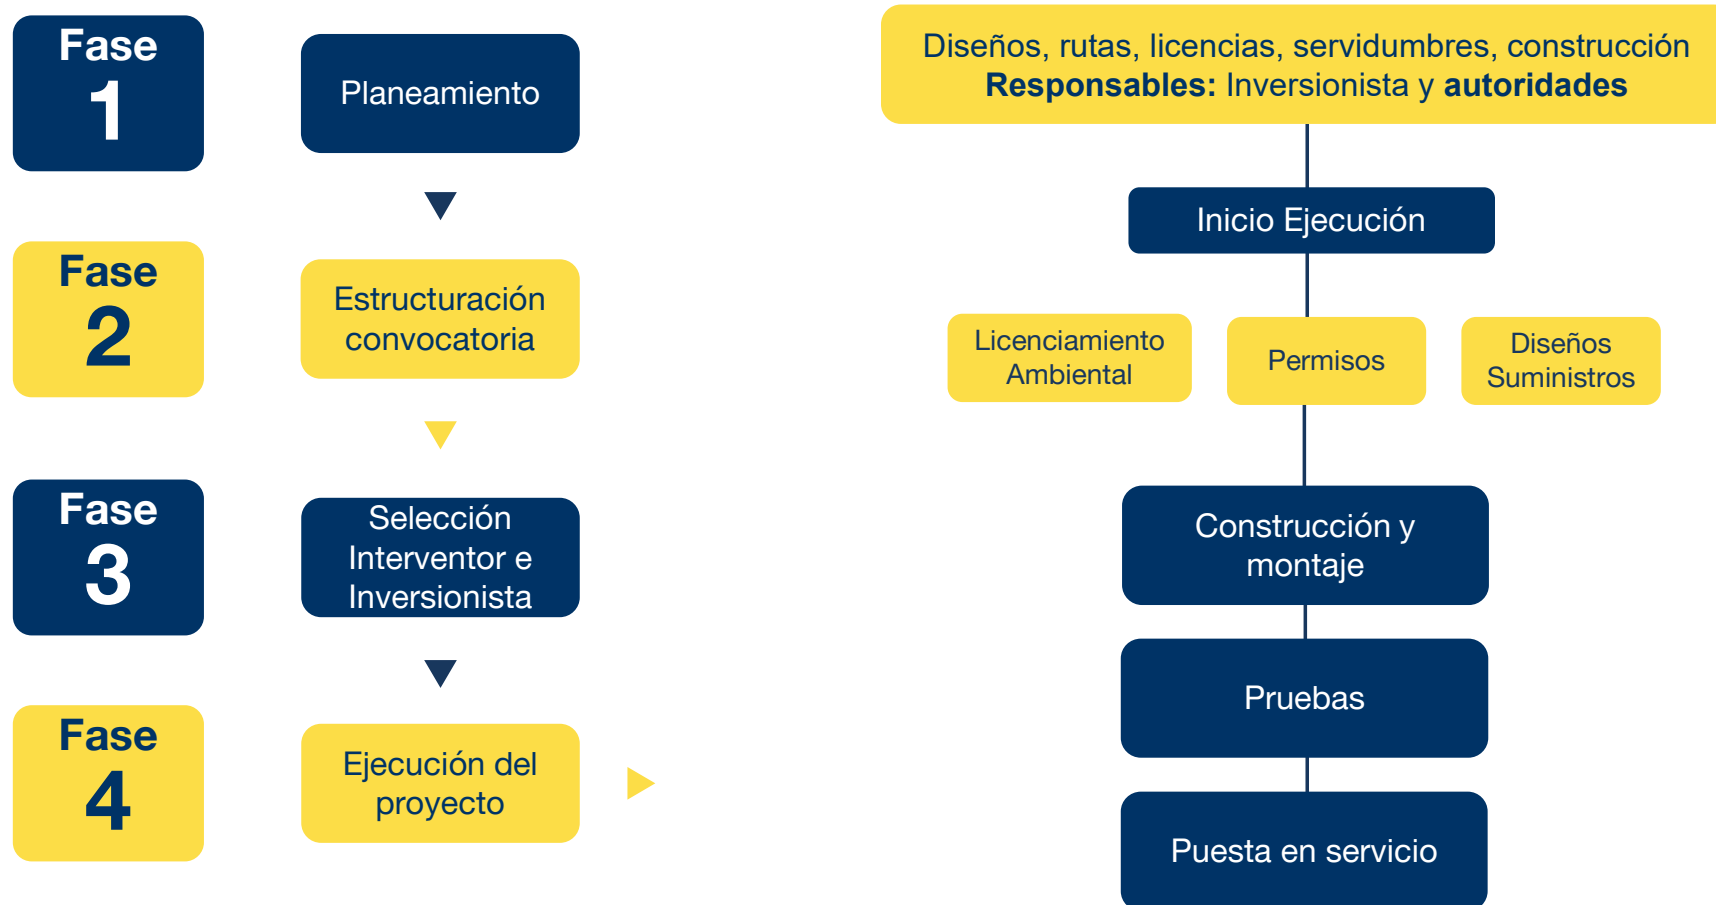 Fase
1
Planeamiento
Fase
2
Estructuración
convocatoria
Fase
3
Selección
Interventor e
Inversionista
Fase
4
Ejecución del
proyecto
Diseños, rutas, licencias, servidumbres, construcción
Responsables: Inversionista y autoridades
Inicio Ejecución
Licenciamiento
Ambiental
Permisos
Diseños
Suministros
Construcción y
montaje
Pruebas
Puesta en servicio